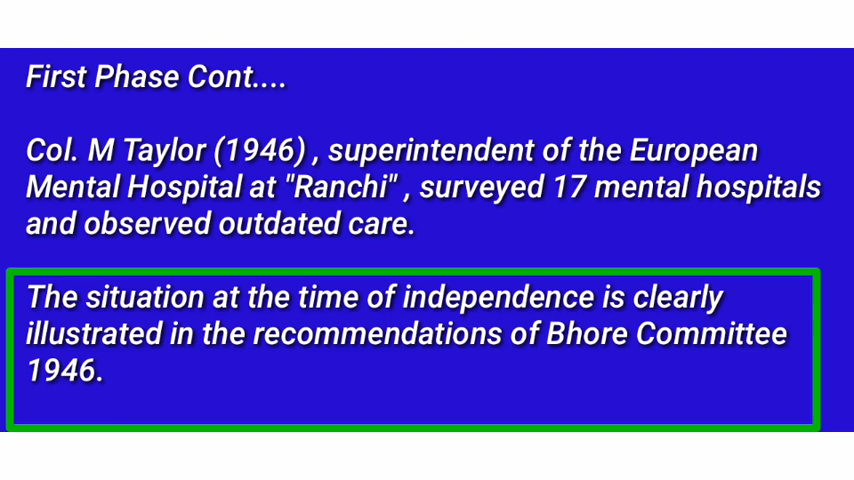 First Phase Cont....
Col. M Taylor (1946) , superintendent of the European
Mental Hospital at "Ranchi" , surveyed 17 mental hospitals
and observed outdated care.
The situation at the time of independence is clearly
illustrated in the recommendations of Bhore Committee
1946.